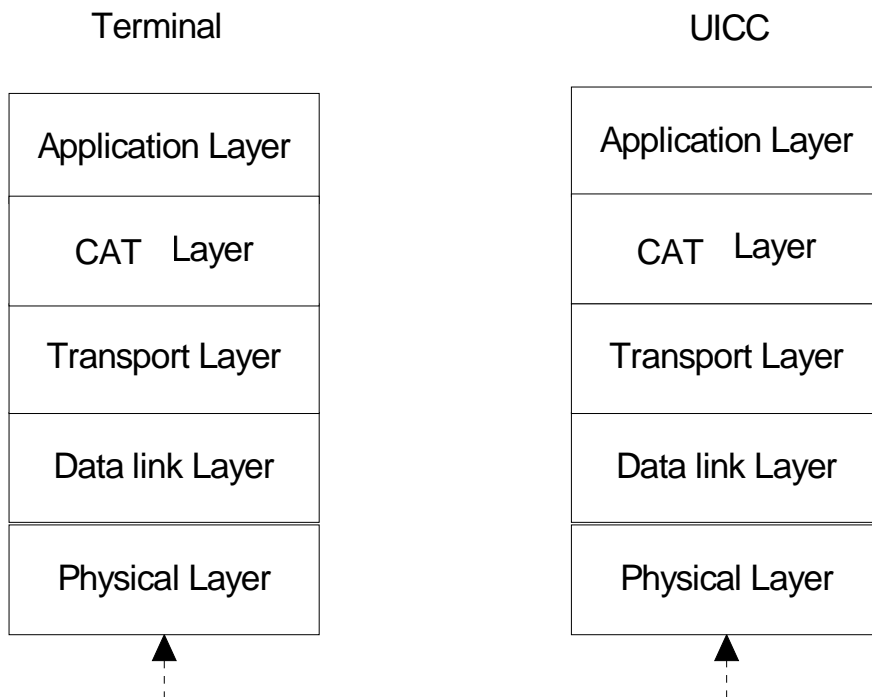 Terminal
UICC
Application Layer
CAT Layer
Transport Layer
Data link Layer
Physical Layer
Application Layer
CAT Layer
Transport Layer
Data link Layer
Physical Layer